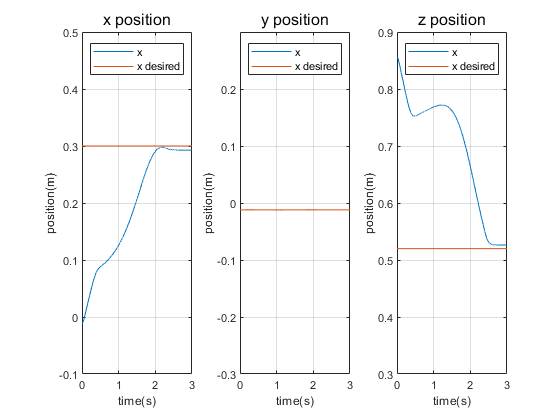 x position
y position
z position
x
x desired
x
x desired
x
x desired
0.5
0.4
0.3
0.2
0.1
0
-0.1
position(m)
0 1 2 3
time(s)
0.2
0.1
0
-0.1
-0.2
-0.3
position(m)
0 1 2 3
time(s)
0.9
0.8
0.7
0.6
0.5
0.4
0.3
position(m)
0 1 2 3
time(s)